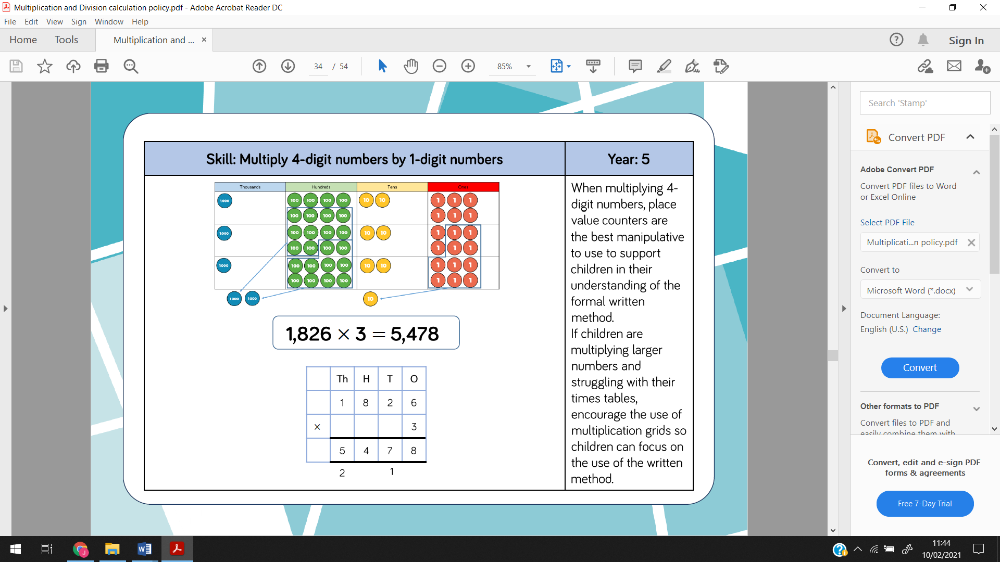 Multiplication and Division calculation policy.pdf - Adobe Acrobat Reader DC
File Edit View Sign Window Help
Home Tools Multiplication and ... × Sign In
34 / 54 85%
Skill: Multiply 4-digit numbers by 1-digit numbers
Year: 5
Thousands Hundreds Tens Ones
1000 100 100 100 100 10 10 1 1 1
100 100 100 100 1 1 1
1000 100 100 100 100 10 10 1 1 1
100 100 100 100 1 1 1
1000 100 100 100 100 10 10 1 1 1
100 100 100 100 1 1 1
1000 1000 10
1,826 × 3 = 5,478
Th H T O
1 8 2 6
× 3
5 4 7 8
2 1
When multiplying 4-
digit numbers, place
value counters are
the best manipulative
to use to support
children in their
understanding of the
formal written
method.
If children are
multiplying larger
numbers and
struggling with their
times tables,
encourage the use of
multiplication grids so
children can focus on
the use of the written
method.
Search 'Stamp'
Convert PDF
Adobe Convert PDF
Convert PDF files to Word
or Excel Online
Select PDF File
Multiplicati...n policy.pdf
Convert to
Microsoft Word (*.docx)
Document Language:
English (U.S.) Change
Convert
Other formats to PDF
Convert files to PDF and
easily combine them with
Convert, edit and e-sign PDF
forms & agreements
Free 7-Day Trial
11:44
10/02/2021